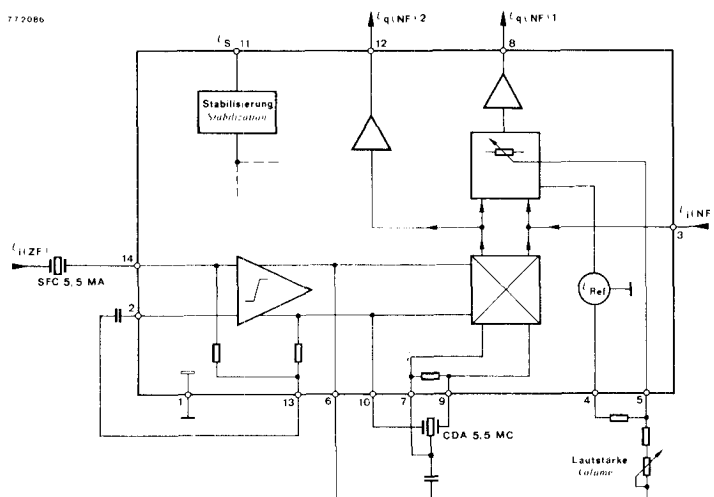 772086
ι q(NF)2
ι q(NF)1
ι S 11
12
8
Stabilisierung
Stabilization
ι i(NF
3
ι i(ZF)
14
SFC 5,5 MA
2
ι Ref
1
13
6
10
7
9
4
5
CDA 5,5 MC
Lautstärke
Volume